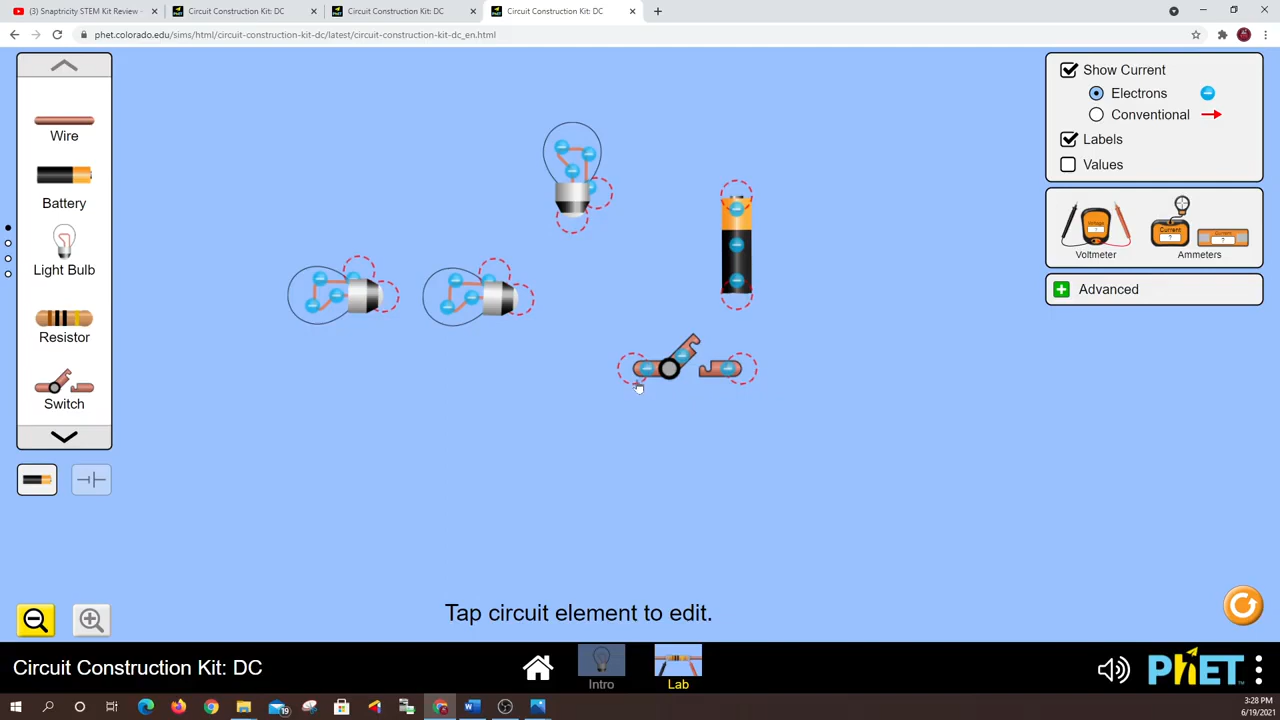 (3) Snaptricity STEM Kit Review -
Circuit Construction Kit: DC
Circuit Construction Kit: DC
Circuit Construction Kit: DC
phet.colorado.edu/sims/html/circuit-construction-kit-dc/latest/circuit-construction-kit-dc_en.html
Wire
Battery
Light Bulb
Resistor
Switch
Show Current
Electrons
Conventional
Labels
Values
Voltmeter
Ammeters
Current
Current
Advanced
Tap circuit element to edit.
Circuit Construction Kit: DC
Intro
Lab
PhET
3:28 PM
6/19/2021